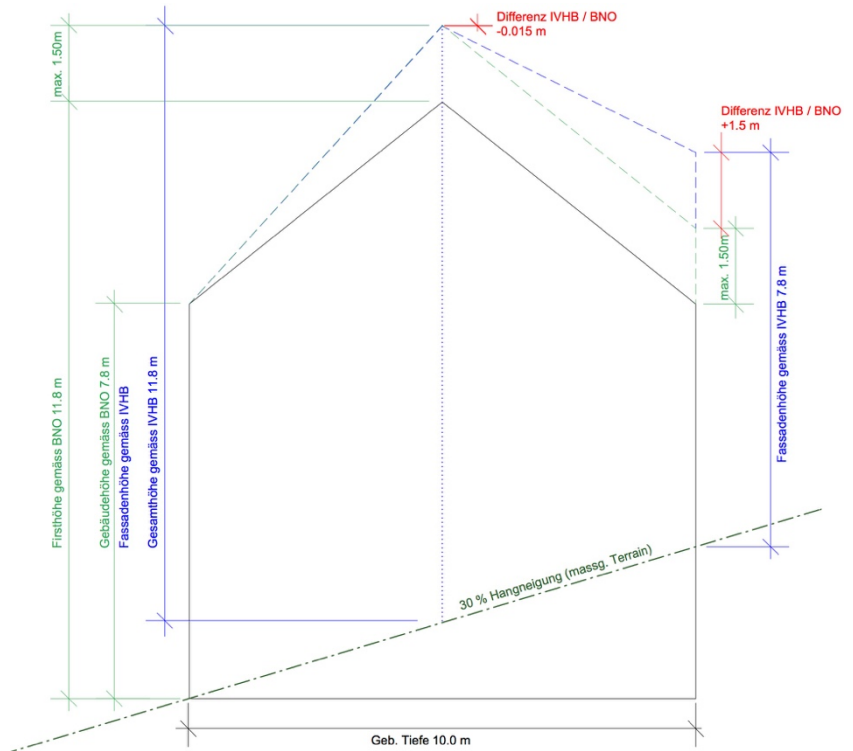 Differenz IVHB / BNO
-0.015 m
max. 1.50m
Differenz IVHB / BNO
+1.5 m
max. 1.50m
Fassadenhöhe gemäss IVHB 7.8 m
Firsthöhe gemäss BNO 11.8 m
Gebäudehöhe gemäss BNO 7.8 m
Fassadenhöhe gemäss IVHB
Gesamthöhe gemäss IVHB 11.8 m
30 % Hangneigung (massg. Terrain)
Geb. Tiefe 10.0 m